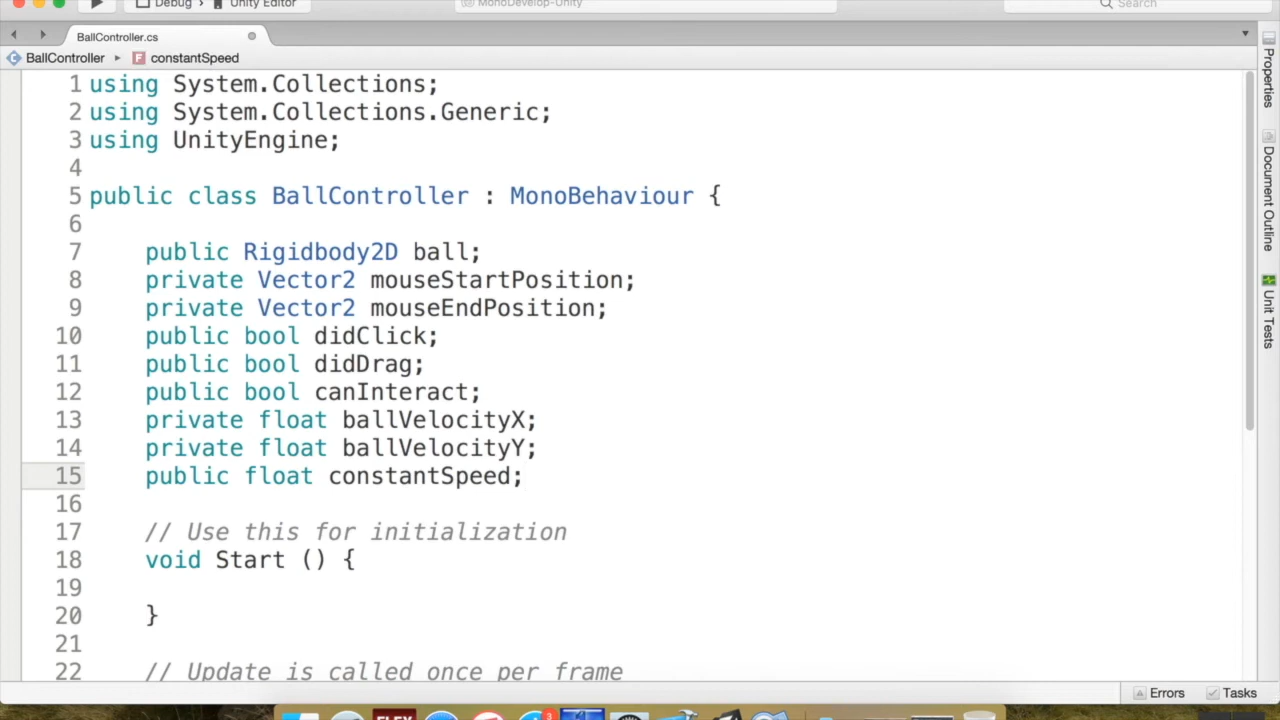 Debug > Unity Editor
MonoDevelop-Unity
Search
BallController.cs
BallController ▸ F constantSpeed
1 using System.Collections;
2 using System.Collections.Generic;
3 using UnityEngine;
4
5 public class BallController : MonoBehaviour {
6
7 public Rigidbody2D ball;
8 private Vector2 mouseStartPosition;
9 private Vector2 mouseEndPosition;
10 public bool didClick;
11 public bool didDrag;
12 public bool canInteract;
13 private float ballVelocityX;
14 private float ballVelocityY;
15 public float constantSpeed;
16
17 // Use this for initialization
18 void Start () {
19
20 }
21
22 // Update is called once per frame
Properties
Document Outline
Unit Tests
Errors Tasks
FLEX 3